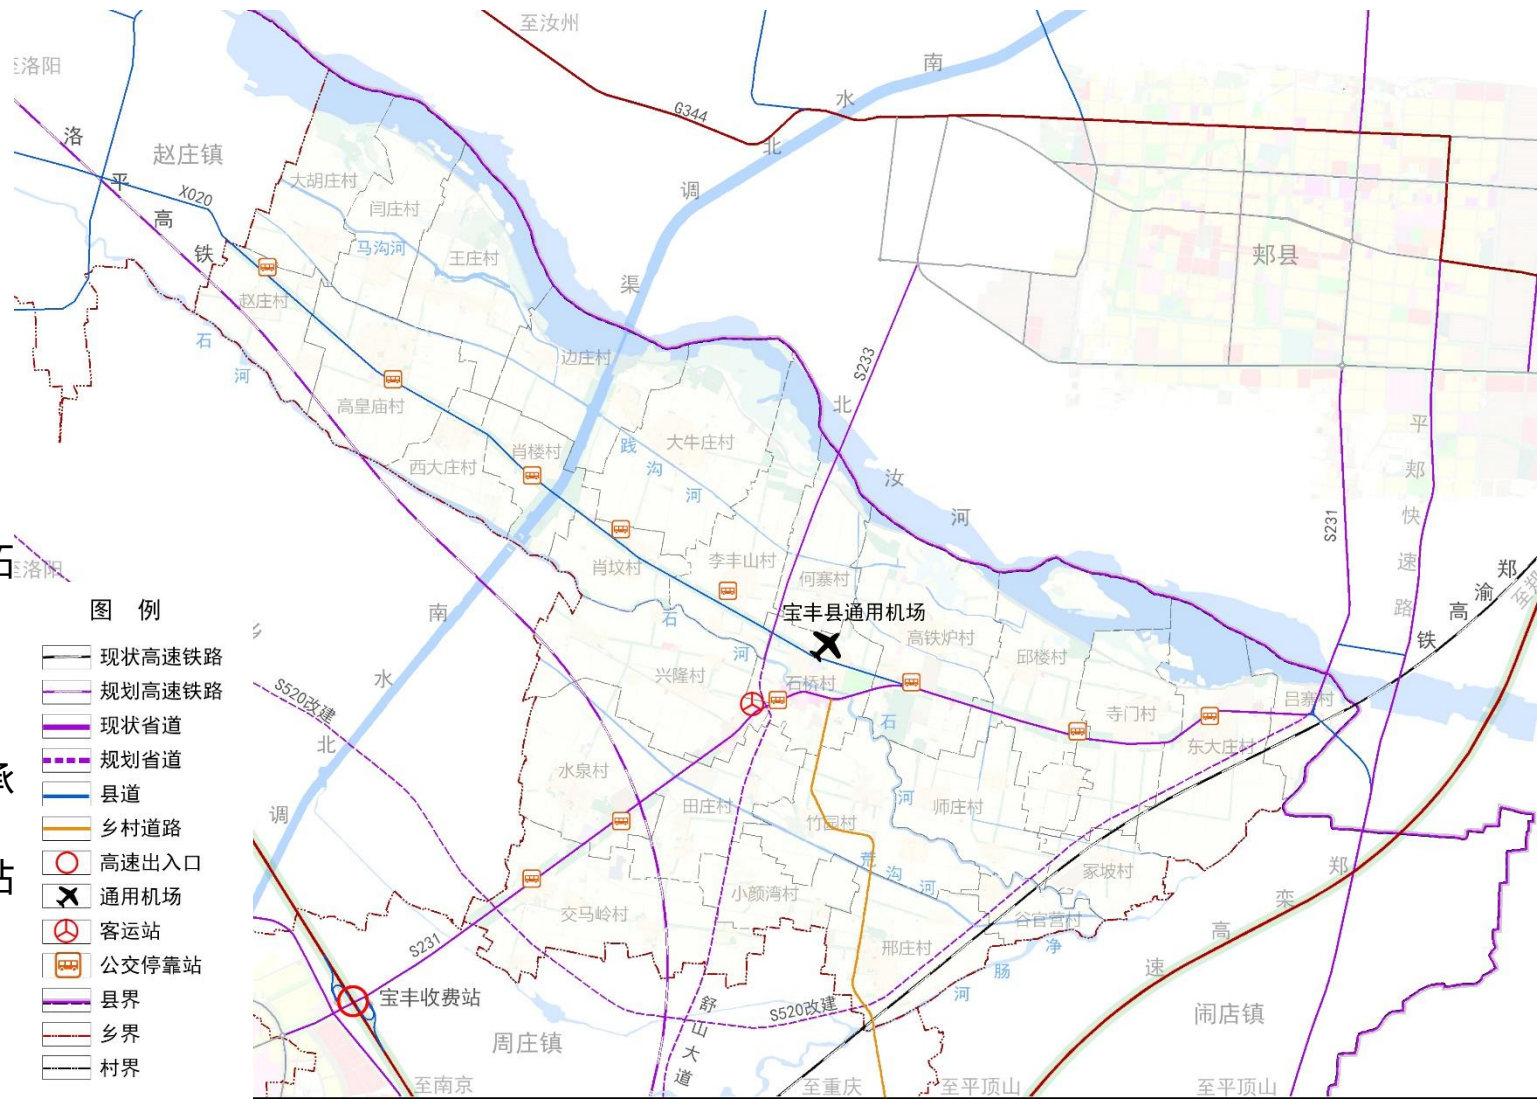 至汝州
至洛阳
南
水
北
调
渠
G344
洛
平
高
铁
赵庄镇
X020
大胡庄村
闫庄村
马沟河
王庄村
赵庄村
石
河
郏县
边庄村
S233
高皇庙村
西大庄村
肖楼村
大牛庄村
践
沟
河
北
汝
河
平
郏
快
速
路
S231
石
至洛阳
肖坟村
李丰山村
何寨村
宝丰县通用机场
高铁炉村
邱楼村
郑
渝
高
铁
图 例
现状高速铁路
规划高速铁路
现状省道
规划省道
县道
乡村道路
高速出入口
通用机场
客运站
公交停靠站
县界
乡界
村界
承
站
南
水
北
调
S520改建
石
河
兴隆村
石桥村
石
河
吕寨村
寺门村
东大庄村
水泉村
田庄村
竹园村
师庄村
荒
沟
河
冢坡村
小颜湾村
交马岭村
谷官营村
邢庄村
净
肠
河
S231
宝丰收费站
郑
栾
高
速
舒
山
大
道
S520改建
周庄镇
闹店镇
至南京
至重庆
至平顶山
至平顶山